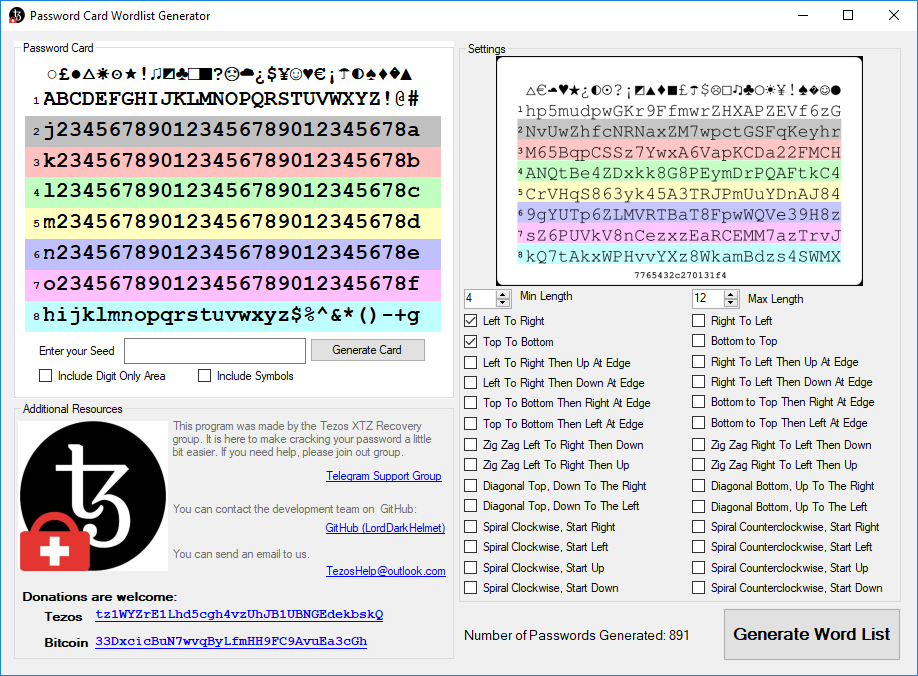 Password Card Wordlist Generator
Password Card
○£●△☀⊙★!♫◩♣□■?☹☁¿$¥☺♥€¡☂◐♠♦�◆▲
1 ABCDEFGHIJKLMNOPQRSTUVWXYZ!@#
2 j2345678901234567890123456 78a
3 k234567890123456789012345678b
4 l234567890123456789012345678c
5 m234567890123456789012345678d
6 n234567890123456789012345678e
7 o234567890123456789012345678f
8 hijklmnopqrstuvwxyz$%^&*()-+g
Enter your Seed
Generate Card
Include Digit Only Area
Include Symbols
Additional Resources
This program was made by the Tezos XTZ Recovery
group. It is here to make cracking your password a little
bit easier. If you need help, please join out group.
Telegram Support Group
You can contact the development team on GitHub:
GitHub (LordDarkHelmet)
You can send an email to us.
TezosHelp@outlook.com
Donations are welcome:
Tezos tz1WYZrE1Lhd5cgh4vzUhJB1UBNGEdekbskQ
Bitcoin 33DxcicBuN7wvqByLfmHH9FC9AvuEa3cGh
Settings
1 hp5mudpwGKr9FfmwrZHXAPZEVf6zG
2 NvUwZhfcNRNaxZM7wpctGSFqKeyhr
3 M65BqpCSSz7YwxA6VapKCDa22FMCH
4 ANQtBe4ZDxkk8G8PEymDrPQAFtkC4
5 CrVHqS863yk45A3TRJPmUuYDnAJ84
6 9gYUTp6ZLMVRTBaT8FpwWQVe39H8z
7 sZ6PUVkV8nCezxzEaRCEMM7azTrvJ
8 kQ7tAkxWPHvvYXz8WkamBdzs4SWMX
7765432c270131f4
4 Min Length
12 Max Length
Left To Right
Right To Left
Top To Bottom
Bottom to Top
Left To Right Then Up At Edge
Right To Left Then Up At Edge
Left To Right Then Down At Edge
Right To Left Then Down At Edge
Top To Bottom Then Right At Edge
Bottom to Top Then Right At Edge
Top To Bottom Then Left At Edge
Bottom to Top Then Left At Edge
Zig Zag Left To Right Then Down
Zig Zag Right To Left Then Down
Zig Zag Left To Right Then Up
Zig Zag Right To Left Then Up
Diagonal Top, Down To The Right
Diagonal Bottom, Up To The Right
Diagonal Top, Down To The Left
Diagonal Bottom, Up To The Left
Spiral Clockwise, Start Right
Spiral Counterclockwise, Start Right
Spiral Clockwise, Start Left
Spiral Counterclockwise, Start Left
Spiral Clockwise, Start Up
Spiral Counterclockwise, Start Up
Spiral Clockwise, Start Down
Spiral Counterclockwise, Start Down
Number of Passwords Generated: 891
Generate Word List